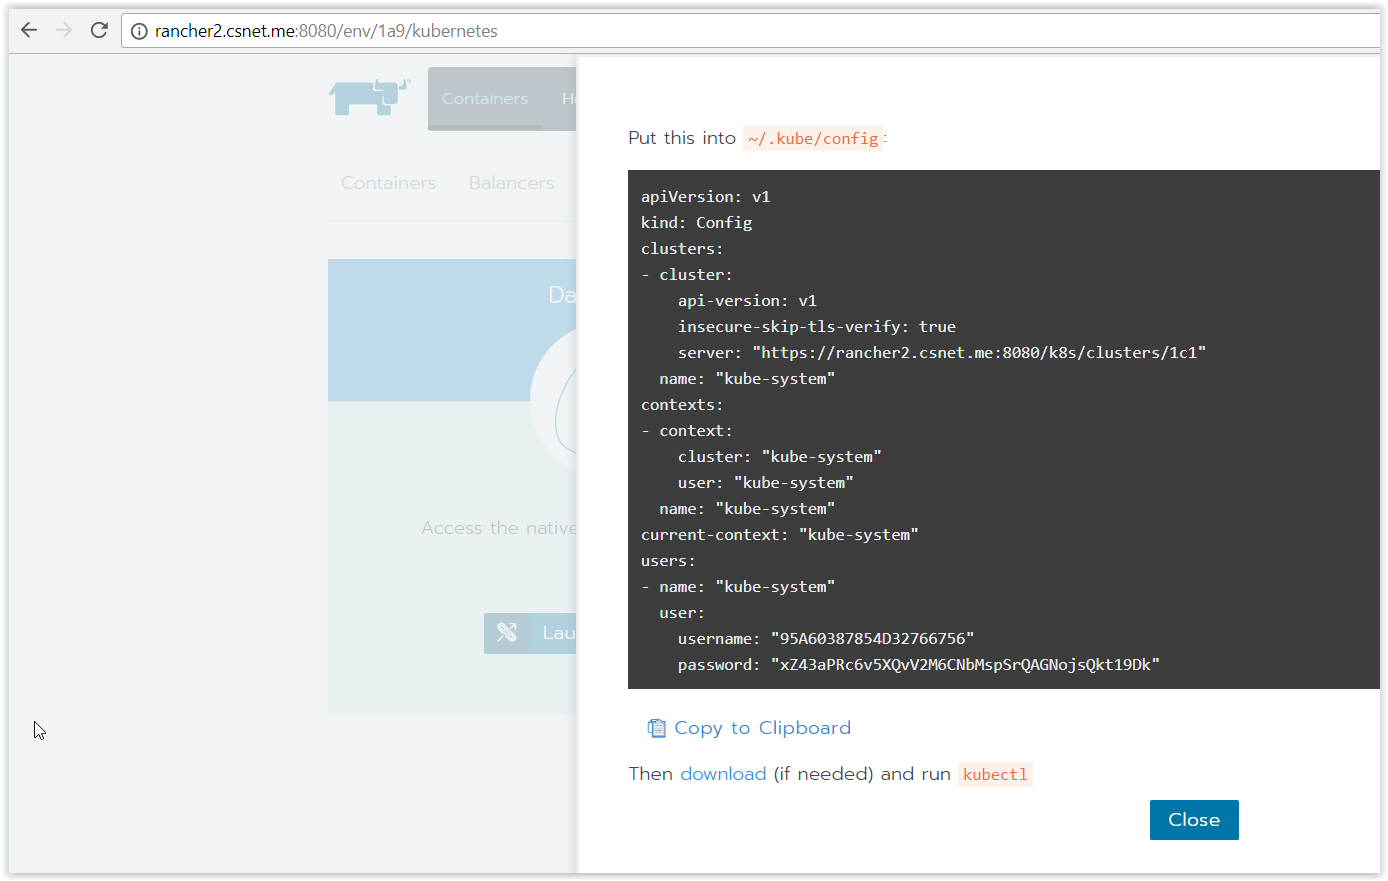 rancher2.csnet.me:8080/env/1a9/kubernetes
Containers
Containers Balancers
Access the native
Put this into ~/.kube/config:
apiVersion: v1
kind: Config
clusters:
- cluster:
    api-version: v1
    insecure-skip-tls-verify: true
    server: "https://rancher2.csnet.me:8080/k8s/clusters/1c1"
  name: "kube-system"
contexts:
- context:
    cluster: "kube-system"
    user: "kube-system"
  name: "kube-system"
current-context: "kube-system"
users:
- name: "kube-system"
  user:
    username: "95A60387854D32766756"
    password: "xZ43aPRc6v5XQvV2M6CNbMspSrQAGNojsQkt19Dk"
Copy to Clipboard
Then download (if needed) and run kubectl
Close